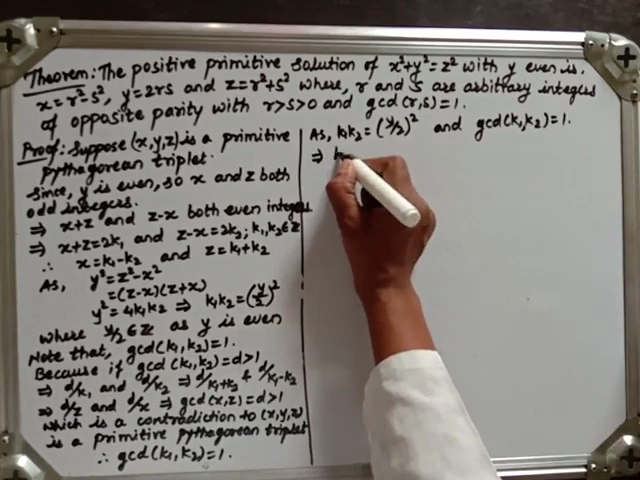 Theorem: The positive primitive solution of x²+y²=z² with y even is.
x=r²-s², y=2rs and z=r²+s² where, r and s are arbitrary integers
of opposite parity with r>s>0 and gcd(r,s)=1.
Proof: Suppose (x,y,z) is a primitive
pythagorean triplet.
Since, y is even, so x and z both
odd integers.
⇒ x+z and z-x both even integers
⇒ x+z=2k₁ and z-x=2k₂; k₁,k₂∈ℤ
∴ x=k₁-k₂ and z=k₁+k₂
As, y²=z²-x²
=(z-x)(z+x)
y²=4k₁k₂ ⇒ k₁k₂=(y/2)²
where y/2∈ℤ as y is even
Note that, gcd(k₁,k₂)=1.
Because if gcd(k₁,k₂)=d>1
⇒ d/k₁ and d/k₂ ⇒ d/k₁+k₂ & d/k₁-k₂
⇒ d/z and d/x ⇒ gcd(x,z)=d>1
which is a contradiction to (x,y,z)
is a primitive pythagorean triplet
∴ gcd(k₁,k₂)=1.
As, k₁k₂=(y/2)² and gcd(k₁,k₂)=1.
⇒